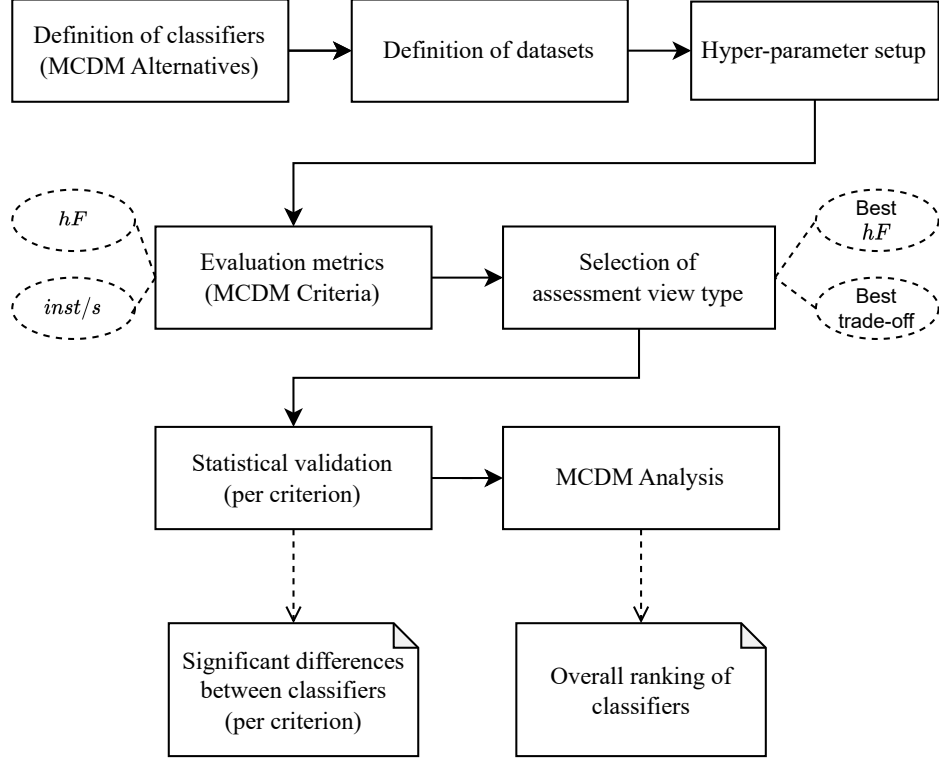 Definition of classifiers
(MCDM Alternatives)
Definition of datasets
Hyper-parameter setup
hF
inst/s
Evaluation metrics
(MCDM Criteria)
Selection of
assessment view type
Best
hF
Best
trade-off
Statistical validation
(per criterion)
MCDM Analysis
Significant differences
between classifiers
(per criterion)
Overall ranking of
classifiers